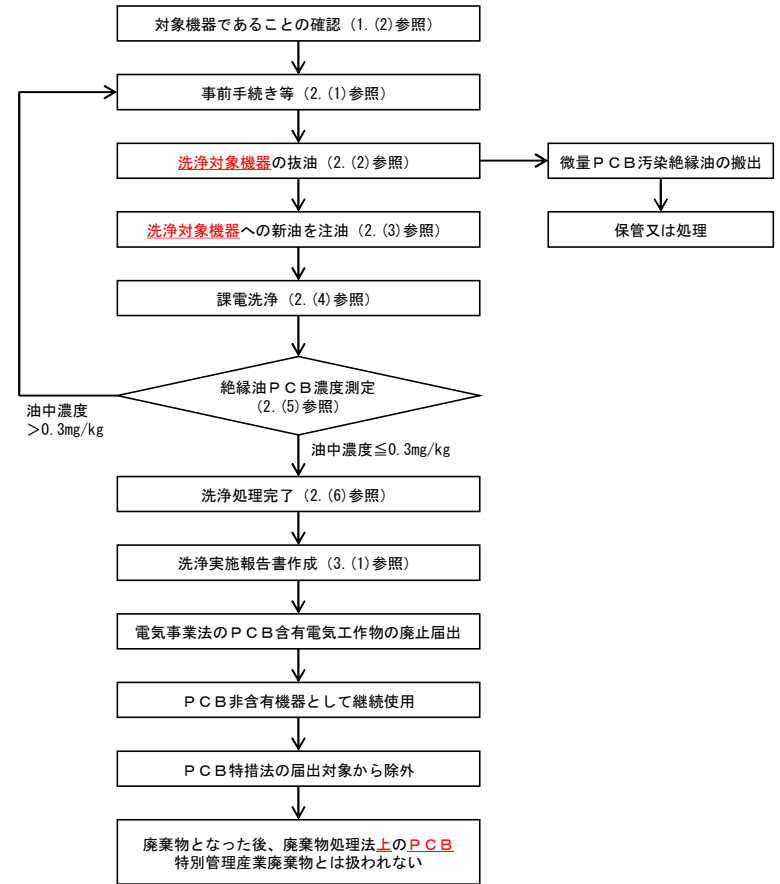 対象機器であることの確認（1.(2)参照）
事前手続き等（2.(1)参照）
洗浄対象機器の抜油（2.(2)参照）
微量ＰＣＢ汚染絶縁油の搬出
洗浄対象機器への新油を注油（2.(3)参照）
保管又は処理
課電洗浄（2.(4)参照）
絶縁油ＰＣＢ濃度測定
（2.(5)参照）
油中濃度
＞0.3mg/kg
油中濃度≦0.3mg/kg
洗浄処理完了（2.(6)参照）
洗浄実施報告書作成（3.(1)参照）
電気事業法のＰＣＢ含有電気工作物の廃止届出
ＰＣＢ非含有機器として継続使用
ＰＣＢ特措法の届出対象から除外
廃棄物となった後、廃棄物処理法上のＰＣＢ
特別管理産業廃棄物とは扱われない